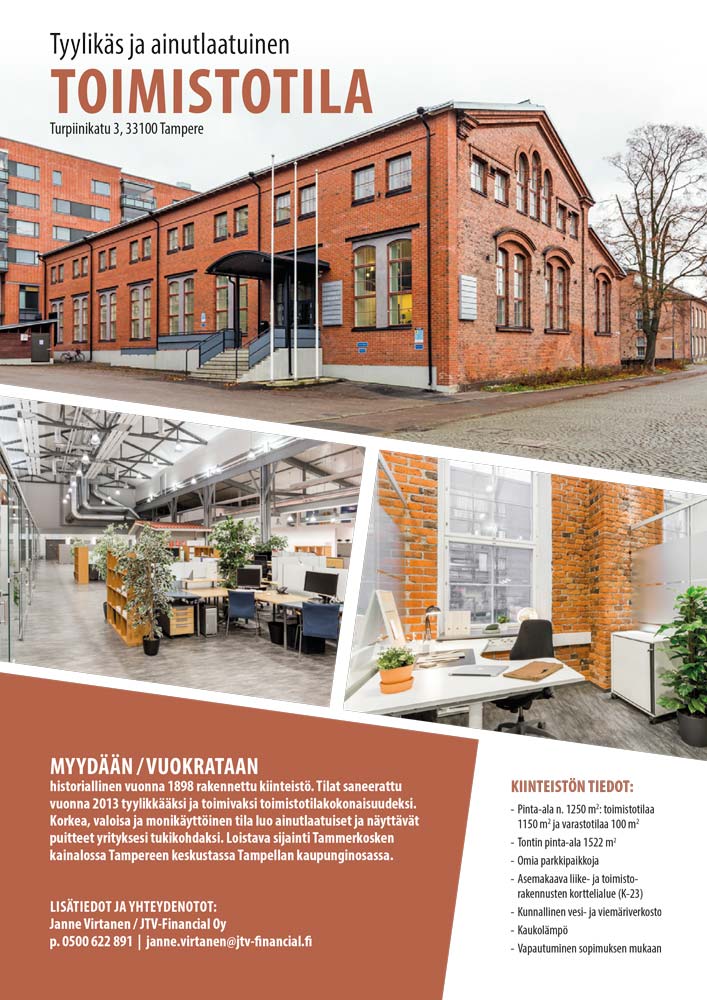 Tyylikäs ja ainutlaatuinen
TOIMISTOTILA
Turpiinikatu 3, 33100 Tampere
MYYDÄÄN / VUOKRATAAN
historiallinen vuonna 1898 rakennettu kiinteistö. Tilat saneerattu
vuonna 2013 tyylikkääksi ja toimivaksi toimistotilakokonaisuudeksi.
Korkea, valoisa ja monikäyttöinen tila luo ainutlaatuiset ja näyttävät
puitteet yrityksesi tukikohdaksi. Loistava sijainti Tammerkosken
kainalossa Tampereen keskustassa Tampellan kaupunginosassa.
LISÄTIEDOT JA YHTEYDENOTOT:
Janne Virtanen / JTV-Financial Oy
p. 0500 622 891 | janne.virtanen@jtv-financial.fi
KIINTEISTÖN TIEDOT:
- Pinta-ala n. 1250 m²: toimistotilaa
1150 m² ja varastotilaa 100 m²
- Tontin pinta-ala 1522 m²
- Omia parkkipaikkoja
- Asemakaava liike- ja toimisto-
rakennusten korttelialue (K-23)
- Kunnallinen vesi- ja viemäriverkosto
- Kaukolämpö
- Vapautuminen sopimuksen mukaan